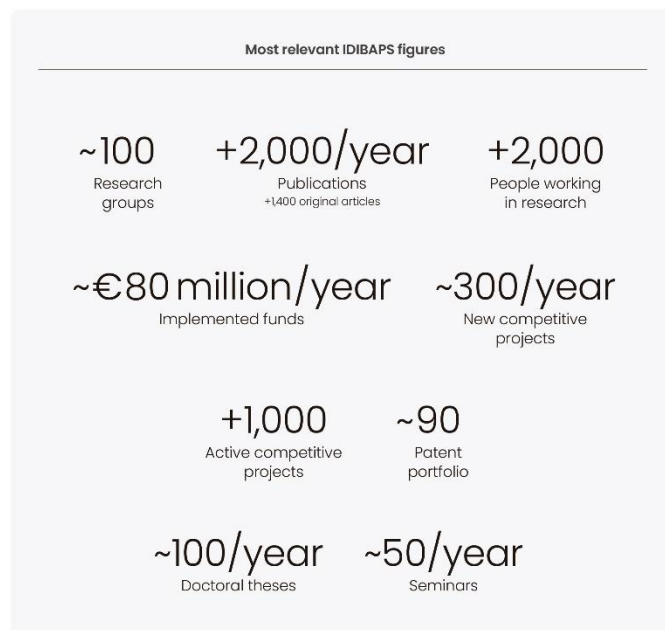 Most relevant IDIBAPS figures
~100
Research
groups
+2,000/year
Publications
+1,400 original articles
+2,000
People working
in research
~€80 million/year
Implemented funds
~300/year
New competitive
projects
+1,000
Active competitive
projects
~90
Patent
portfolio
~100/year
Doctoral theses
~50/year
Seminars